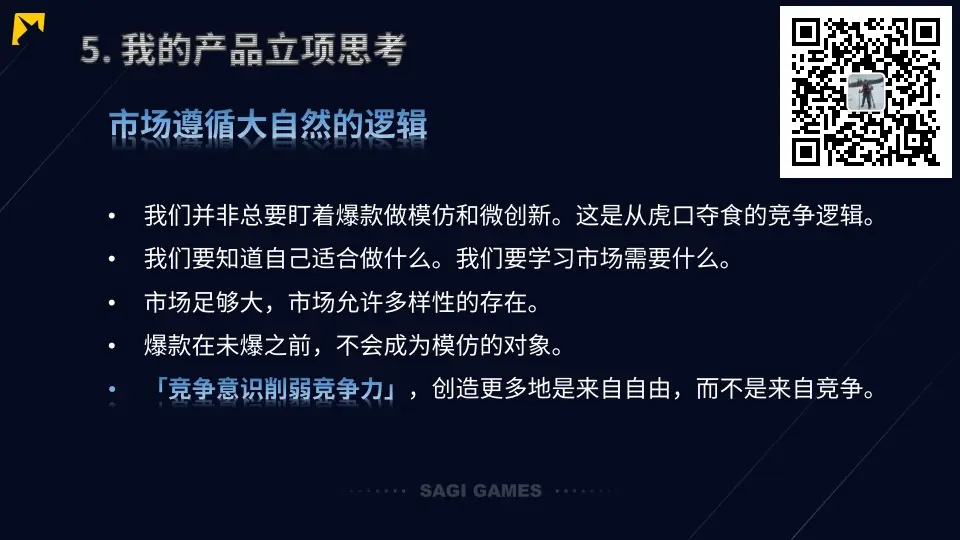 5. 我的产品立项思考
市场遵循大自然的逻辑
• 我们并非总要盯着爆款做模仿和微创新。这是从虎口夺食的竞争逻辑。
• 我们要知道自己适合做什么。我们要学习市场需要什么。
• 市场足够大，市场允许多样性的存在。
• 爆款在未爆之前，不会成为模仿的对象。
• 「竞争意识削弱竞争力」，创造更多地是来自自由，而不是来自竞争。
SAGI GAMES